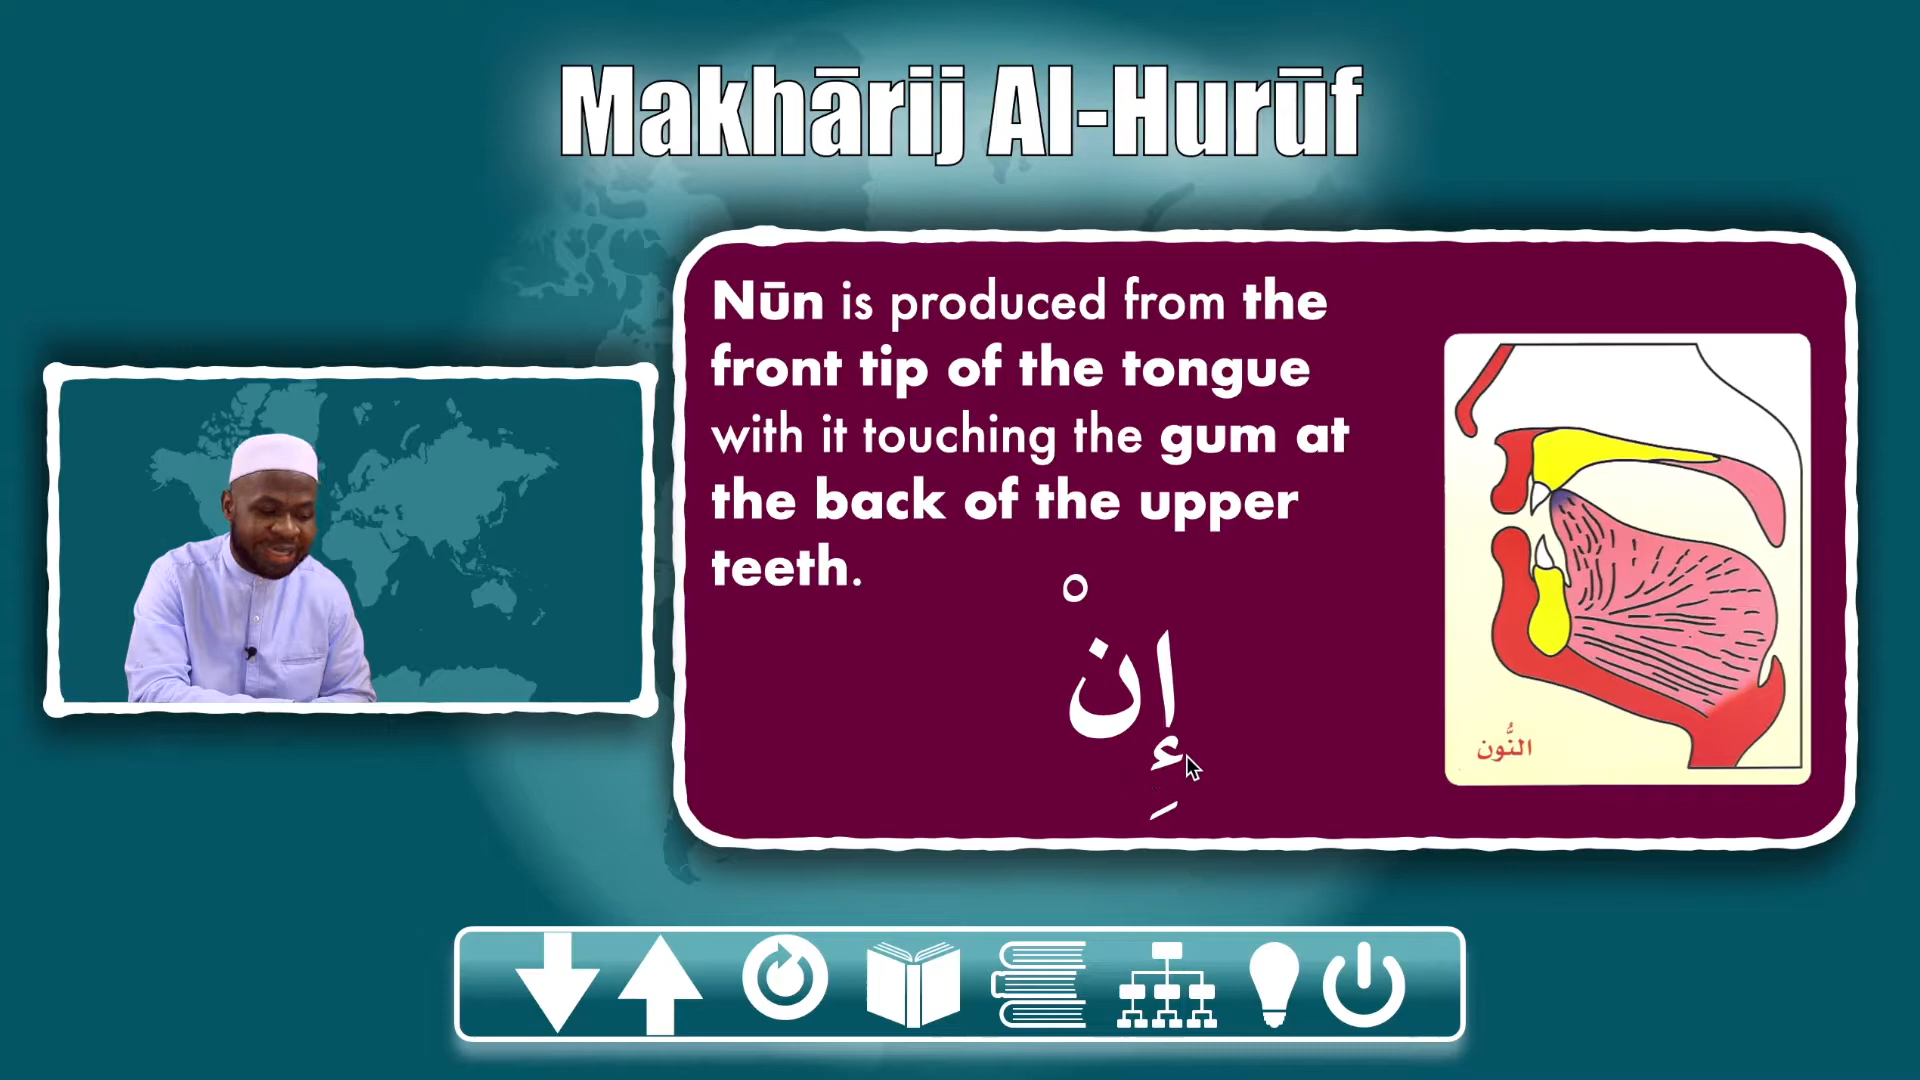 Makhārij Al-Hurūf
Nūn is produced from the
front tip of the tongue
with it touching the gum at
the back of the upper
teeth.
إِنْ
النُّون